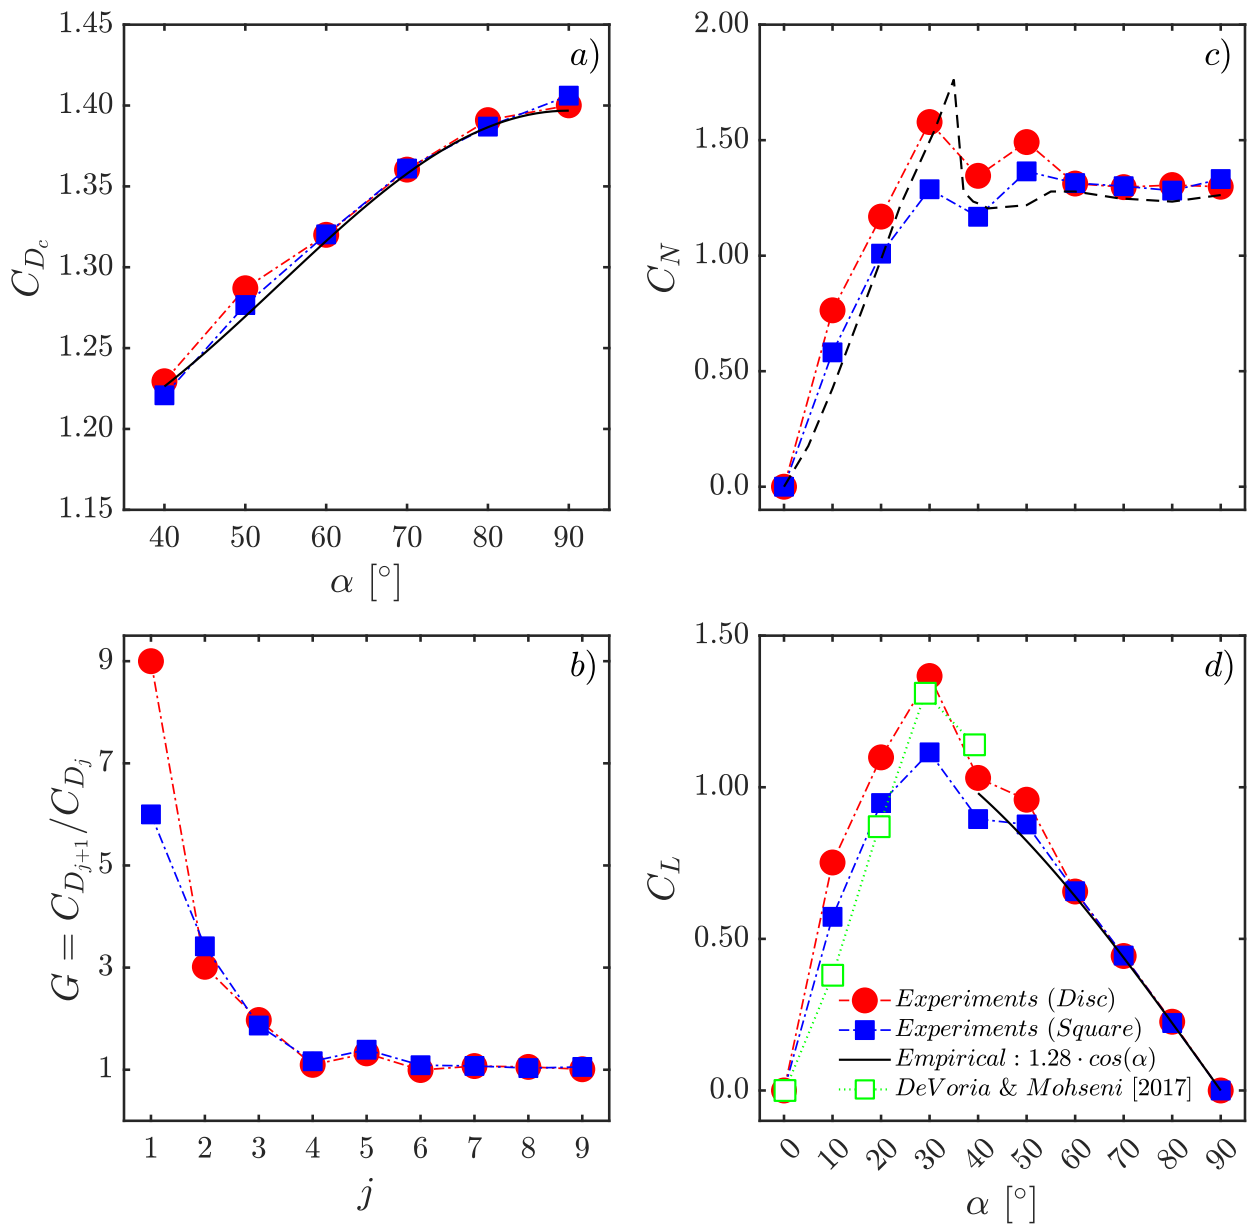 1.45
1.40
1.35
1.30
1.25
1.20
1.15
C_{D_c}
a)
40 50 60 70 80 90
α [°]
2.00
1.50
1.00
0.50
0.0
C_N
c)
9
7
5
3
1
G = C_{D_{j+1}}/C_{D_j}
b)
1 2 3 4 5 6 7 8 9
j
1.50
1.00
0.50
0.0
C_L
d)
Experiments (Disc)
Experiments (Square)
Empirical : 1.28 · cos(α)
DeVoria & Mohseni [2017]
0 10 20 30 40 50 60 70 80 90
α [°]